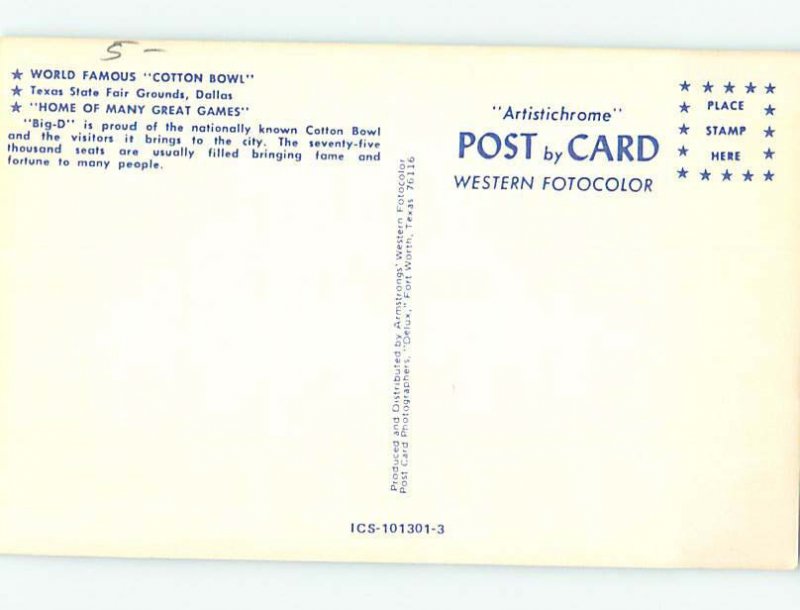 5 -
★ WORLD FAMOUS "COTTON BOWL"
★ Texas State Fair Grounds, Dallas
★ "HOME OF MANY GREAT GAMES"
"Big-D" is proud of the nationally known Cotton Bowl
and the visitors it brings to the city. The seventy-five
thousand seats are usually filled bringing fame and
fortune to many people.
Produced and Distributed by Armstrongs' Western Fotocolor
Post Card Photographers, "Delux," Fort Worth, Texas 76116
"Artistichrome"
POST by CARD
WESTERN FOTOCOLOR
PLACE
STAMP
HERE
ICS-101301-3